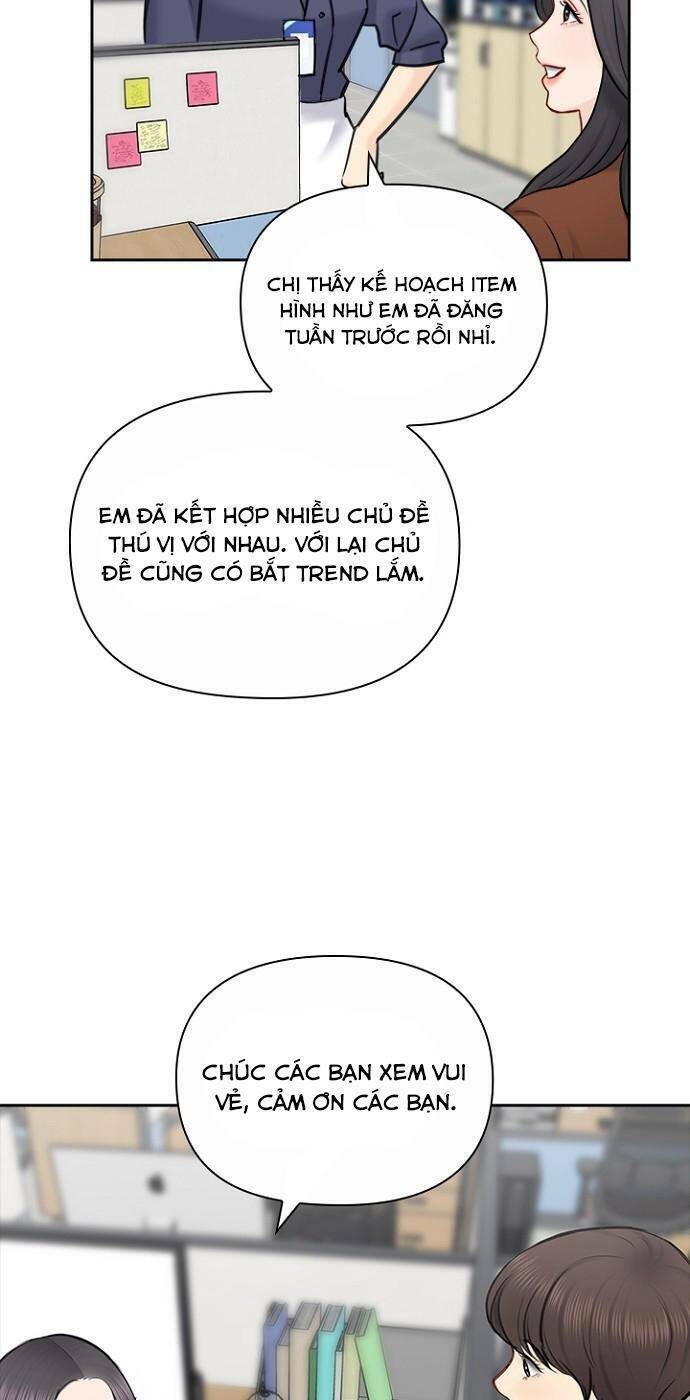 CHỊ THẤY KẾ HOẠCH ITEM
HÌNH NHƯ EM ĐÃ ĐĂNG
TUẦN TRƯỚC RỒI NHỈ.
EM ĐÃ KẾT HỢP NHIỀU CHỦ ĐỀ
THÚ VỊ VỚI NHAU. VỚI LẠI CHỦ
ĐỀ CŨNG CÓ BẮT TREND LẮM.
CHÚC CÁC BẠN XEM VUI
VẺ, CẢM ƠN CÁC BẠN.